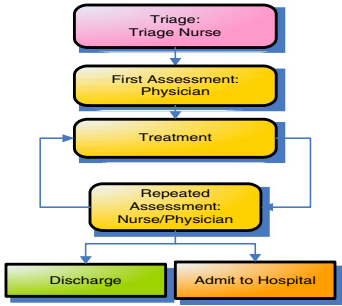 Triage:
Triage Nurse
First Assessment:
Physician
Treatment
Repeated
Assessment:
Nurse/Physician
Discharge
Admit to Hospital